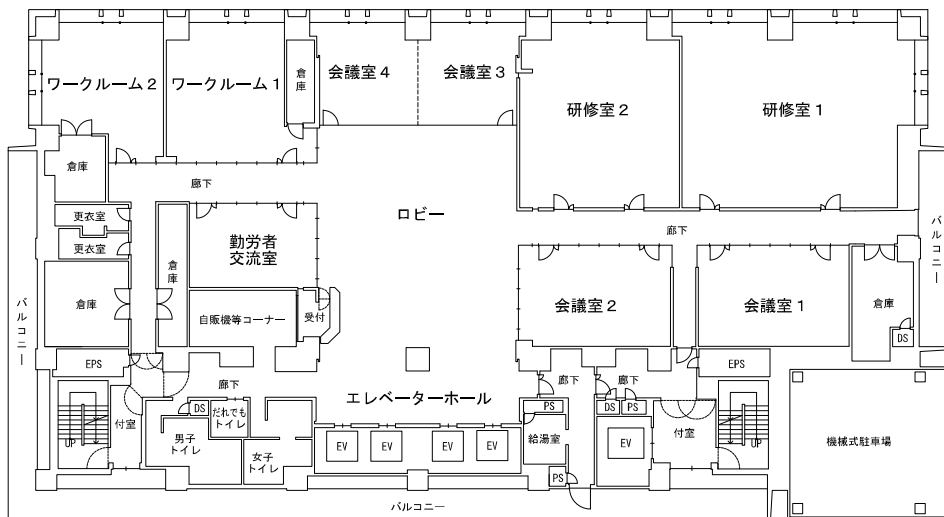 ワークルーム２
ワークルーム１
倉庫
会議室４
会議室３
研修室２
研修室１
倉庫
廊下
更衣室
更衣室
倉庫
倉庫
勤労者
交流室
ロビー
廊下
自販機等コーナー
受付
会議室２
会議室１
倉庫
DS
バルコニー
バルコニー
EPS
廊下
エレベーターホール
廊下
廊下
EPS
UP
付室
DS
だれでも
トイレ
男子
トイレ
女子
トイレ
EV
EV
EV
EV
PS
給湯室
PS
DS
PS
EV
付室
UP
機械式駐車場
バルコニー